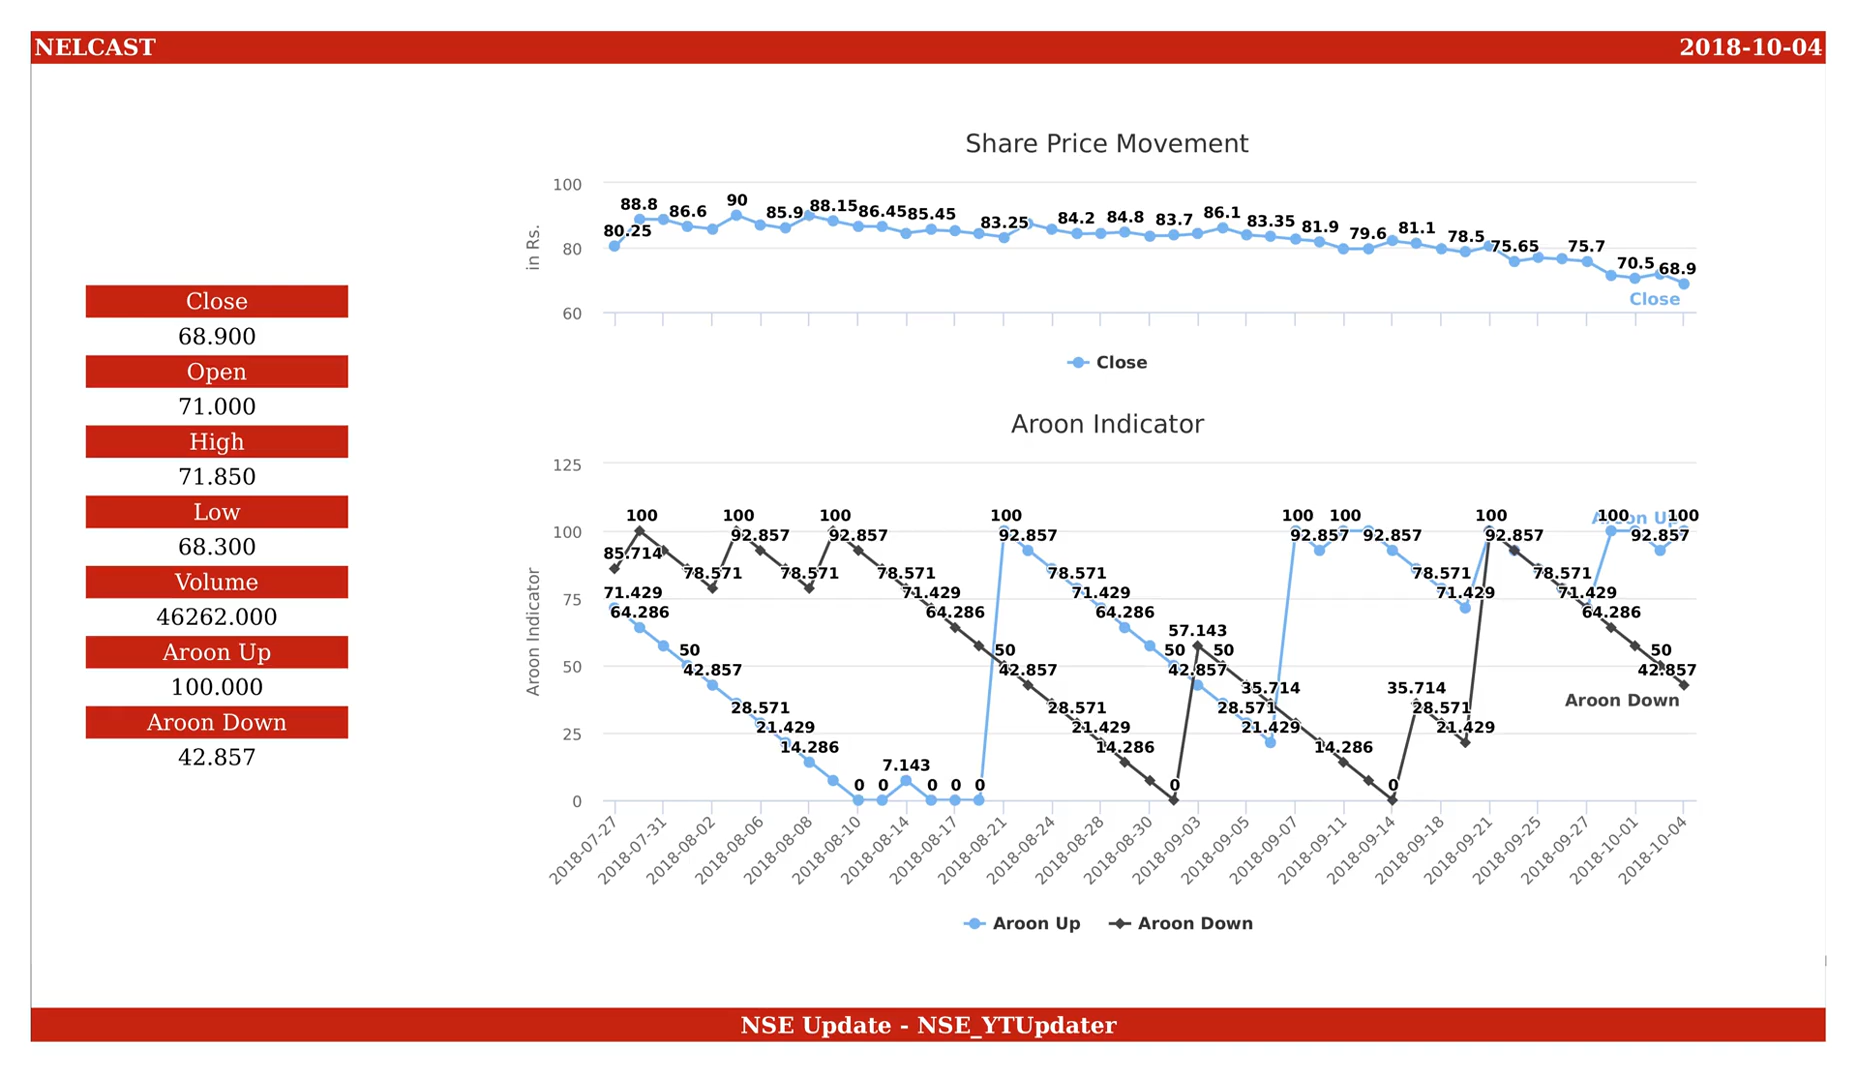 NELCAST 2018-10-04
Close
68.900
Open
71.000
High
71.850
Low
68.300
Volume
46262.000
Aroon Up
100.000
Aroon Down
42.857
Share Price Movement
in Rs.
100
80
60
80.25 88.8 86.6 90 85.9 88.15 86.45 85.45 83.25 84.2 84.8 83.7 86.1 83.35 81.9 79.6 81.1 78.5 75.65 75.7 70.5 68.9
Close
Close
Aroon Indicator
Aroon Indicator
125
100
75
50
25
0
100 100 100 100 100 100 100 100 100
Aroon Up
92.857 92.857 92.857 92.857 92.857 92.857 92.857
85.714
78.571 78.571 78.571 78.571 78.571 78.571
71.429 71.429 71.429 71.429 71.429
64.286 64.286 64.286 64.286
57.143
50 50 50 50 50
42.857 42.857 42.857 42.857
35.714 35.714
Aroon Down
28.571 28.571 28.571 28.571
21.429 21.429 21.429 21.429
14.286 14.286 14.286
7.143
0 0 0 0 0 0 0
2018-07-27 2018-07-31 2018-08-02 2018-08-06 2018-08-08 2018-08-10 2018-08-14 2018-08-17 2018-08-21 2018-08-24 2018-08-28 2018-08-30 2018-09-03 2018-09-05 2018-09-07 2018-09-11 2018-09-14 2018-09-18 2018-09-21 2018-09-25 2018-09-27 2018-10-01 2018-10-04
Aroon Up Aroon Down
NSE Update - NSE_YTUpdater